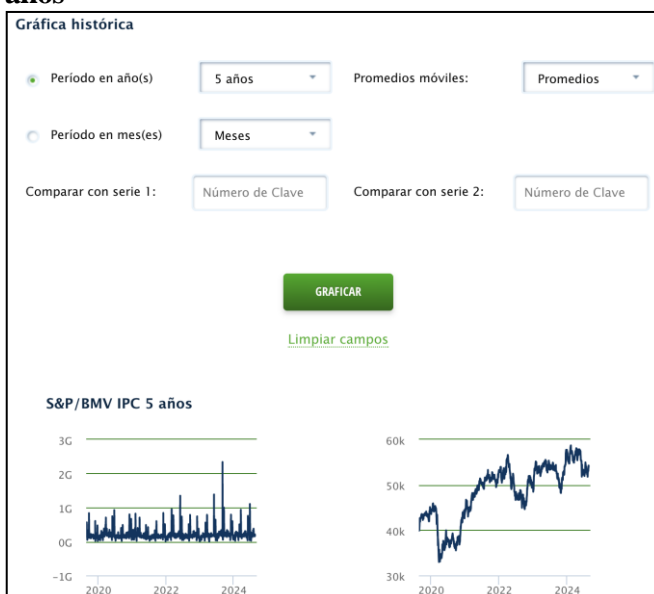 años
Gráfica histórica
Período en año(s) 5 años Promedios móviles: Promedios
Período en mes(es) Meses
Comparar con serie 1: Número de Clave Comparar con serie 2: Número de Clave
GRAFICAR
Limpiar campos
S&P/BMV IPC 5 años
3G 60k
2G 50k
1G
0G 40k
-1G 30k
2020 2022 2024 2020 2022 2024